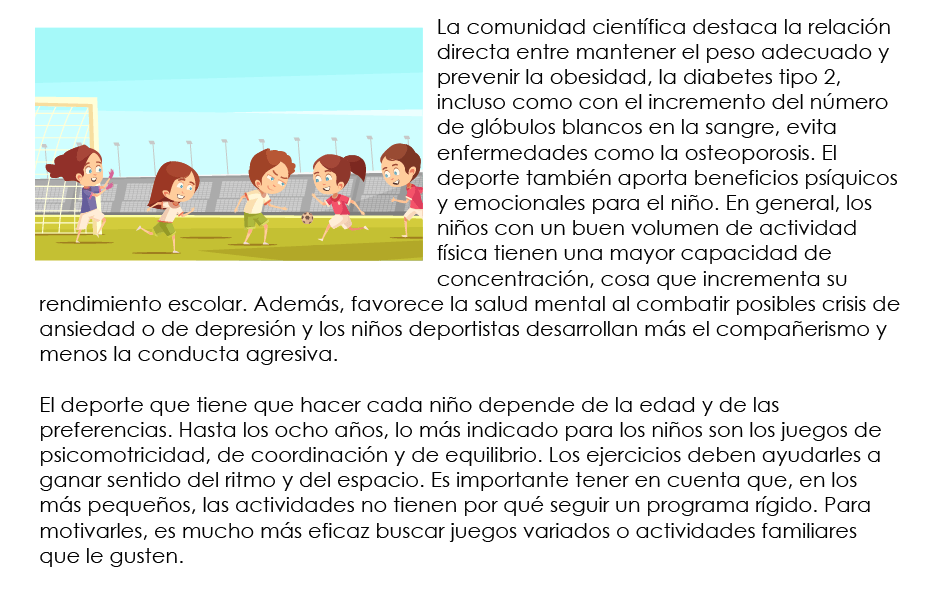 La comunidad científica destaca la relación
directa entre mantener el peso adecuado y
prevenir la obesidad, la diabetes tipo 2,
incluso como con el incremento del número
de glóbulos blancos en la sangre, evita
enfermedades como la osteoporosis. El
deporte también aporta beneficios psíquicos
y emocionales para el niño. En general, los
niños con un buen volumen de actividad
física tienen una mayor capacidad de
concentración, cosa que incrementa su
rendimiento escolar. Además, favorece la salud mental al combatir posibles crisis de
ansiedad o de depresión y los niños deportistas desarrollan más el compañerismo y
menos la conducta agresiva.
El deporte que tiene que hacer cada niño depende de la edad y de las
preferencias. Hasta los ocho años, lo más indicado para los niños son los juegos de
psicomotricidad, de coordinación y de equilibrio. Los ejercicios deben ayudarles a
ganar sentido del ritmo y del espacio. Es importante tener en cuenta que, en los
más pequeños, las actividades no tienen por qué seguir un programa rígido. Para
motivarles, es mucho más eficaz buscar juegos variados o actividades familiares
que le gusten.